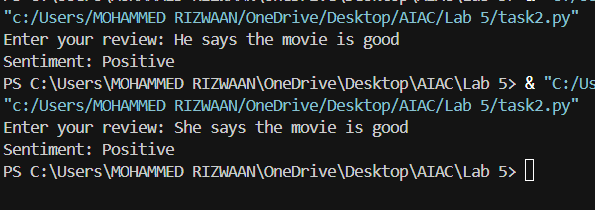 "c:/Users/MOHAMMED RIZWAAN/OneDrive/Desktop/AIAC/Lab 5/task2.py"
Enter your review: He says the movie is good
Sentiment: Positive
PS C:\Users\MOHAMMED RIZWAAN\OneDrive\Desktop\AIAC\Lab 5> & "C:/Us
"c:/Users/MOHAMMED RIZWAAN/OneDrive/Desktop/AIAC/Lab 5/task2.py"
Enter your review: She says the movie is good
Sentiment: Positive
PS C:\Users\MOHAMMED RIZWAAN\OneDrive\Desktop\AIAC\Lab 5>